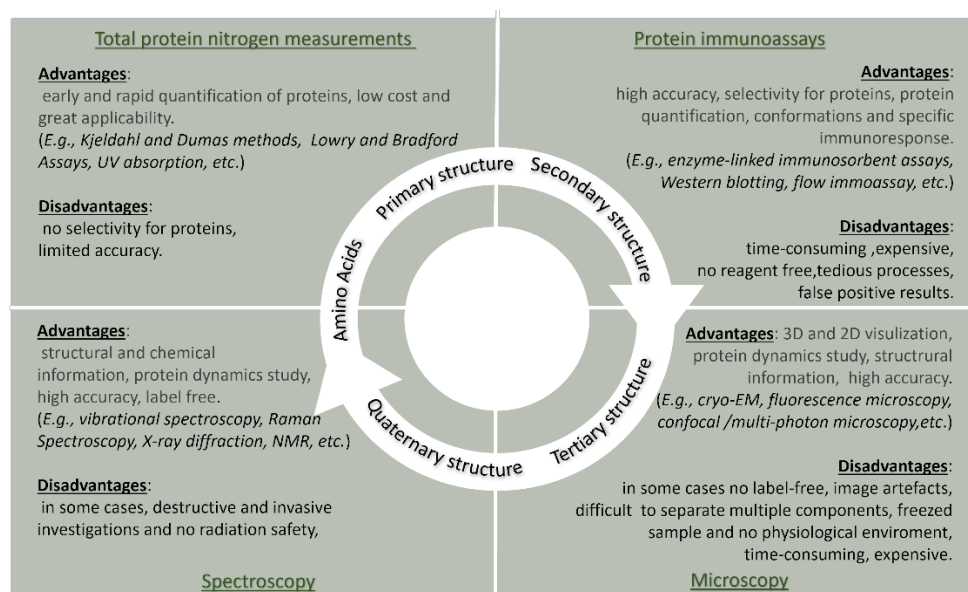 Total protein nitrogen measurements
Advantages:
early and rapid quantification of proteins, low cost and
great applicability.
(E.g., Kjeldahl and Dumas methods, Lowry and Bradford
Assays, UV absorption, etc.)
Disadvantages:
no selectivity for proteins,
limited accuracy.
Protein immunoassays
Advantages:
high accuracy, selectivity for proteins, protein
quantification, conformations and specific
immunoresponse.
(E.g., enzyme-linked immunosorbent assays,
Western blotting, flow immoassay, etc.)
Disadvantages:
time-consuming ,expensive,
no reagent free,tedious processes,
false positive results.
Amino Acids
Primary structure
Secondary structure
Tertiary structure
Quaternary structure
Advantages:
structural and chemical
information, protein dynamics study,
high accuracy, label free.
(E.g., vibrational spectroscopy, Raman
Spectroscopy, X-ray diffraction, NMR, etc.)
Disadvantages:
in some cases, destructive and invasive
investigations and no radiation safety,
Spectroscopy
Advantages: 3D and 2D visulization,
protein dynamics study, structrural
information, high accuracy.
(E.g., cryo-EM, fluorescence microscopy,
confocal /multi-photon microscopy,etc.)
Disadvantages:
in some cases no label-free, image artefacts,
difficult to separate multiple components, freezed
sample and no physiological enviroment,
time-consuming, expensive.
Microscopy